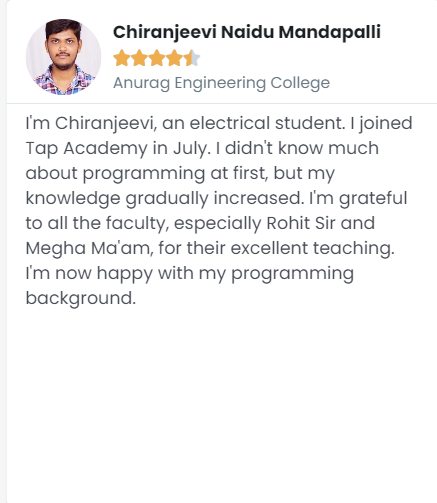 Chiranjeevi Naidu Mandapalli
Anurag Engineering College
I'm Chiranjeevi, an electrical student. I joined
Tap Academy in July. I didn't know much
about programming at first, but my
knowledge gradually increased. I'm grateful
to all the faculty, especially Rohit Sir and
Megha Ma'am, for their excellent teaching.
I'm now happy with my programming
background.